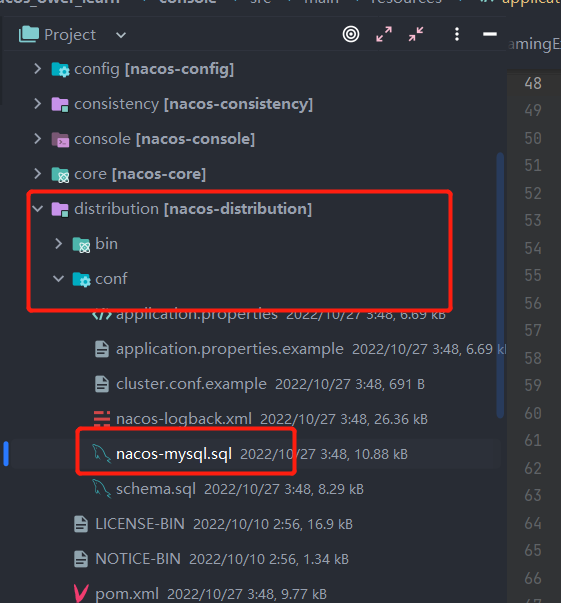 console src main resources application
Project
amingEx
config [nacos-config]
consistency [nacos-consistency]
console [nacos-console]
core [nacos-core]
distribution [nacos-distribution]
bin
conf
application.properties 2022/10/27 3:48, 6.69 kB
application.properties.example 2022/10/27 3:48, 6.69 k
cluster.conf.example 2022/10/27 3:48, 691 B
nacos-logback.xml 2022/10/27 3:48, 26.36 kB
nacos-mysql.sql 2022/10/27 3:48, 10.88 kB
schema.sql 2022/10/27 3:48, 8.29 kB
LICENSE-BIN 2022/10/10 2:56, 16.9 kB
NOTICE-BIN 2022/10/10 2:56, 1.34 kB
pom.xml 2022/10/27 3:48, 9.77 kB
48
49
50
51
52
53
54
55
56
57
58
59
60
61
62
63
64
65
66